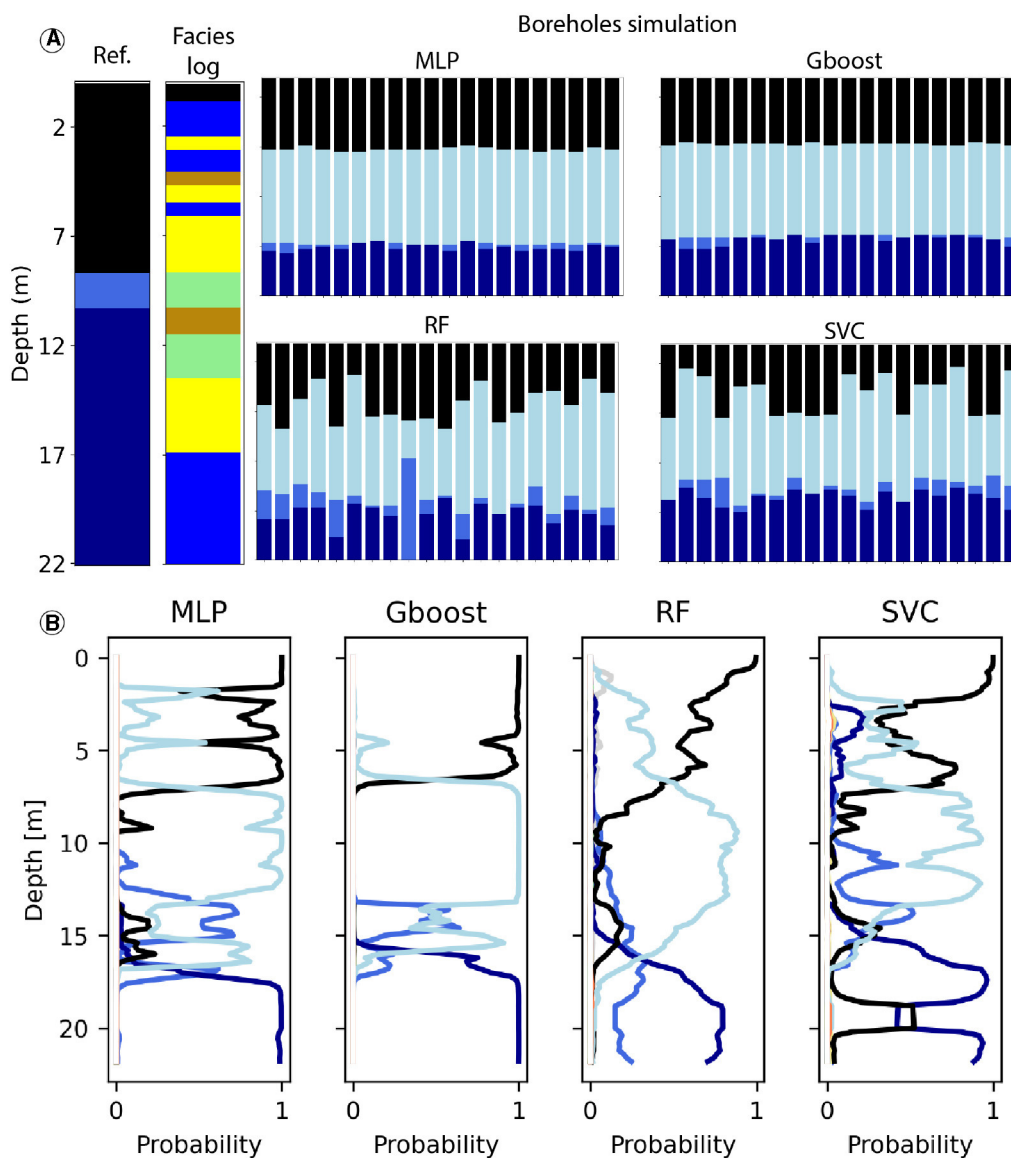 A
Boreholes simulation
Ref.
Facies
log
MLP
Gboost
2
7
12
17
22
Depth (m)
RF
SVC
B
MLP
Gboost
RF
SVC
0
5
10
15
20
Depth [m]
0
1
0
1
0
1
0
1
Probability
Probability
Probability
Probability